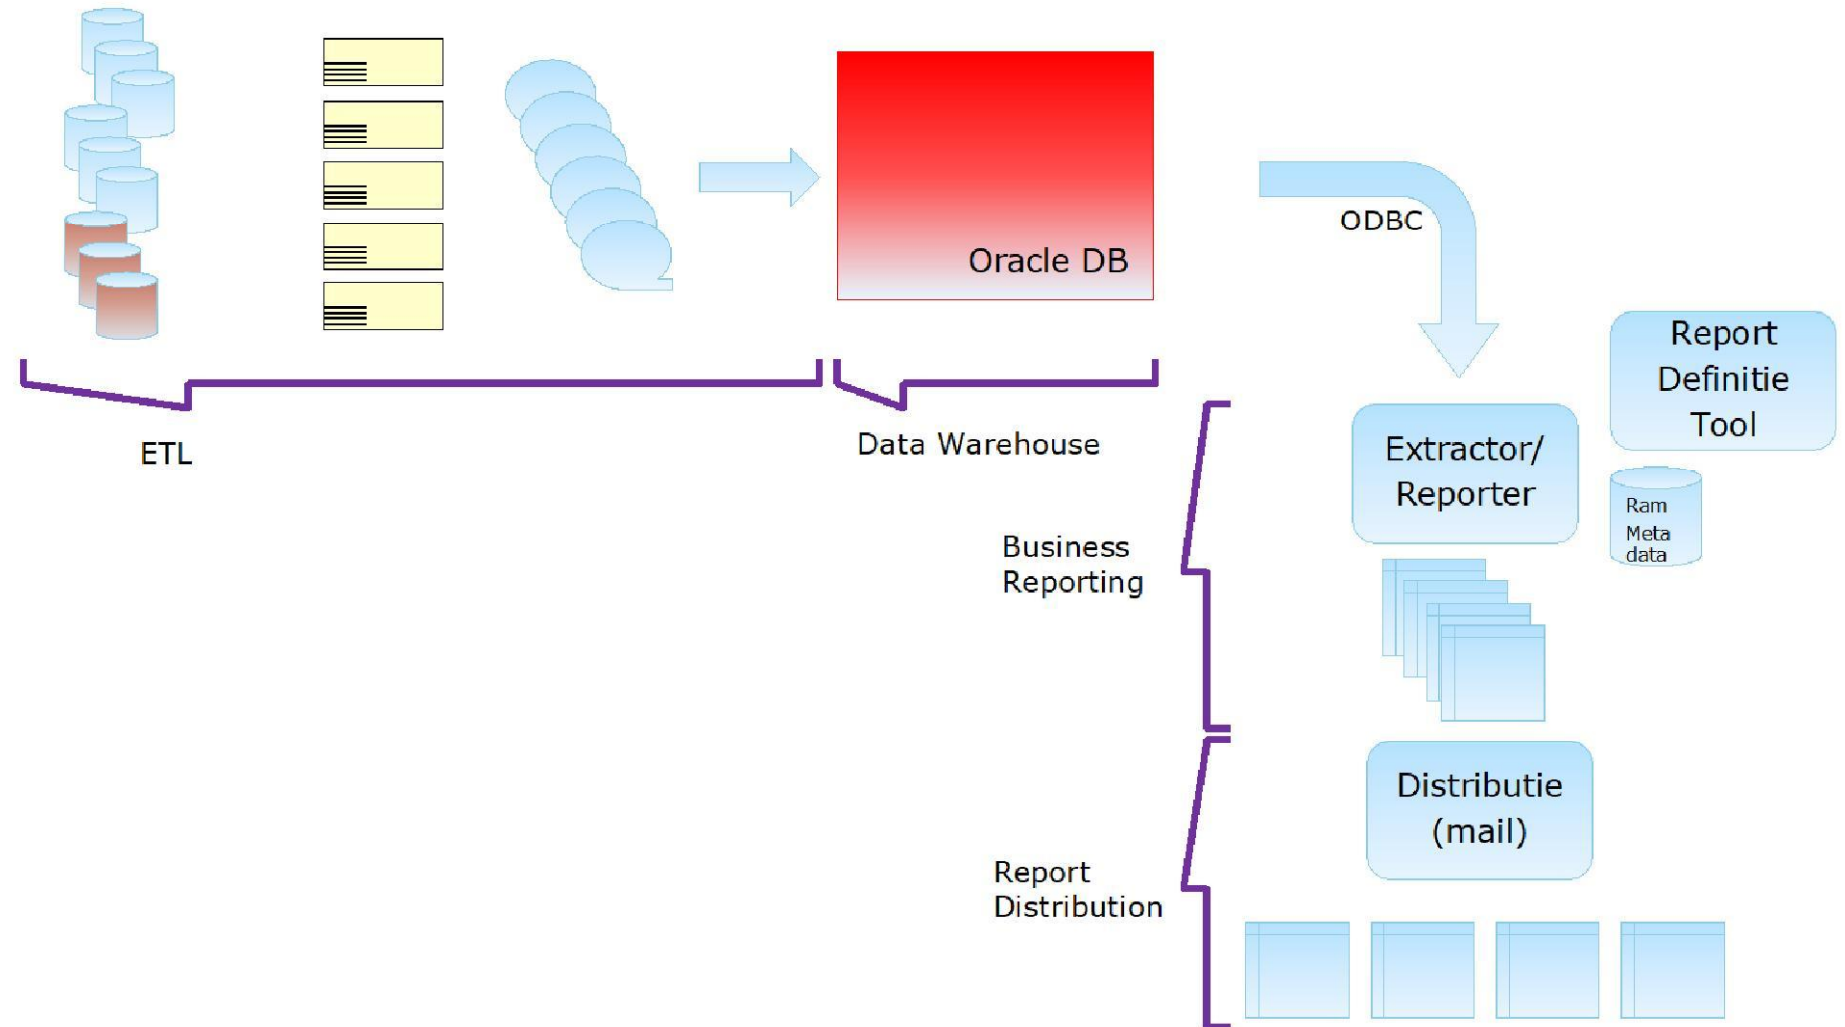 Oracle DB
ODBC
ETL
Data Warehouse
Report
Definitie
Tool
Extractor/
Reporter
Ram
Meta
data
Business
Reporting
Distributie
(mail)
Report
Distribution